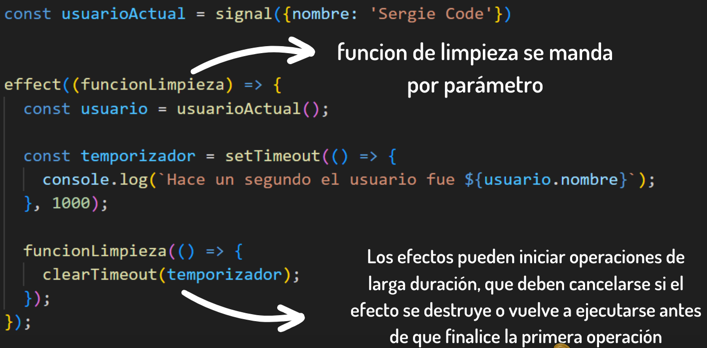 const usuarioActual = signal({nombre: 'Sergie Code'})
funcion de limpieza se manda
por parámetro
effect((funcionLimpieza) => {
const usuario = usuarioActual();
const temporizador = setTimeout(() => {
console.log(`Hace un segundo el usuario fue ${usuario.nombre}`);
}, 1000);
funcionLimpieza(() => {
clearTimeout(temporizador);
});
});
Los efectos pueden iniciar operaciones de
larga duración, que deben cancelarse si el
efecto se destruye o vuelve a ejecutarse antes
de que finalice la primera operación